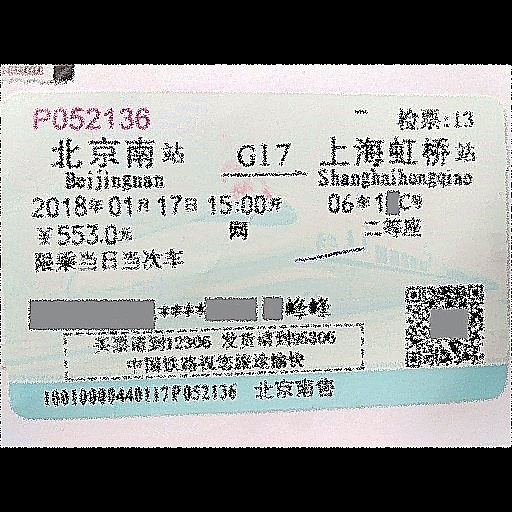 P052136 检票:13
北京南站 G17 上海虹桥站
Beijingnan Shanghaihongqiao
2018年01月17日 15:00开 06车1 C号
￥553.0元 网 二等座
限乘当日当次车
**** 峰峰
买票请到12306 发货请到95306
中国铁路祝您旅途愉快
10010000440117P052136 北京南售